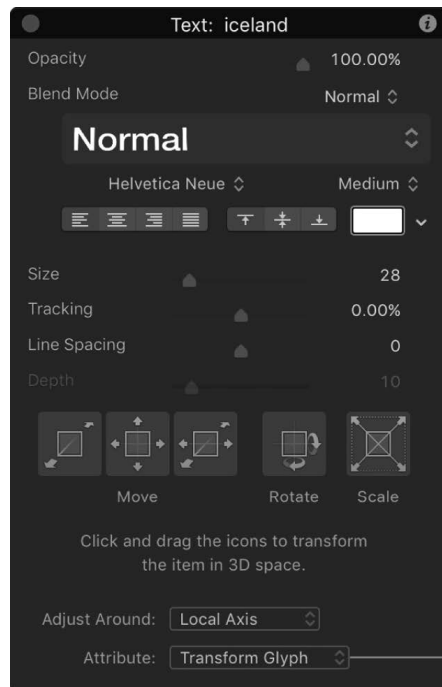 Text: iceland
Opacity 100.00%
Blend Mode Normal
Normal
Helvetica Neue Medium
Size 28
Tracking 0.00%
Line Spacing 0
Depth 10
Move Rotate Scale
Click and drag the icons to transform
the item in 3D space.
Adjust Around: Local Axis
Attribute: Transform Glyph